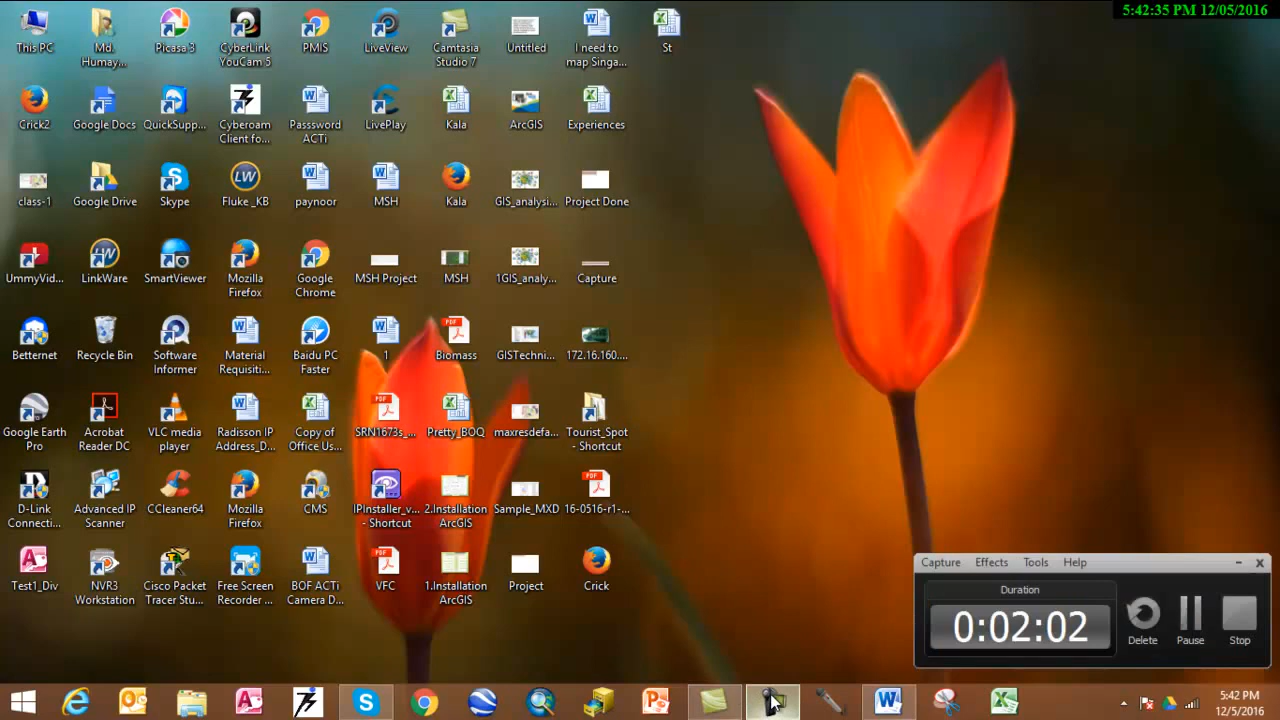 5:42:35 PM 12/05/2016
This PC
Md.
Humay...
Picasa 3
CyberLink
YouCam 5
PMIS
LiveView
Camtasia
Studio 7
Untitled
I need to
map Singa...
St
Crick2
Google Docs
QuickSupp...
Cyberoam
Client fo...
Passsword
ACTi
LivePlay
Kala
ArcGIS
Experiences
class-1
Google Drive
Skype
Fluke _KB
paynoor
MSH
Kala
GIS_analysi...
Project Done
UmmyVid...
LinkWare
SmartViewer
Mozilla
Firefox
Google
Chrome
MSH Project
MSH
1GIS_analy...
Capture
Betternet
Recycle Bin
Software
Informer
Material
Requisiti...
Baidu PC
Faster
1
Biomass
GISTechni...
172.16.160....
Google Earth
Pro
Acrobat
Reader DC
VLC media
player
Radisson IP
Address_D...
Copy of
Office Us...
SRN1673s_...
Pretty_BOQ
maxresdefa...
Tourist_Spot
- Shortcut
D-Link
Connecti...
Advanced IP
Scanner
CCleaner64
Mozilla
Firefox
CMS
IPInstaller_v...
- Shortcut
2.Installation
ArcGIS
Sample_MXD
16-0516-r1-...
Test1_Div
NVR3
Workstation
Cisco Packet
Tracer Stu...
Free Screen
Recorder ...
BOF ACTi
Camera D...
VFC
1.Installation
ArcGIS
Project
Crick
Capture Effects Tools Help
Duration
0:02:02
Delete Pause Stop
5:42 PM
12/5/2016